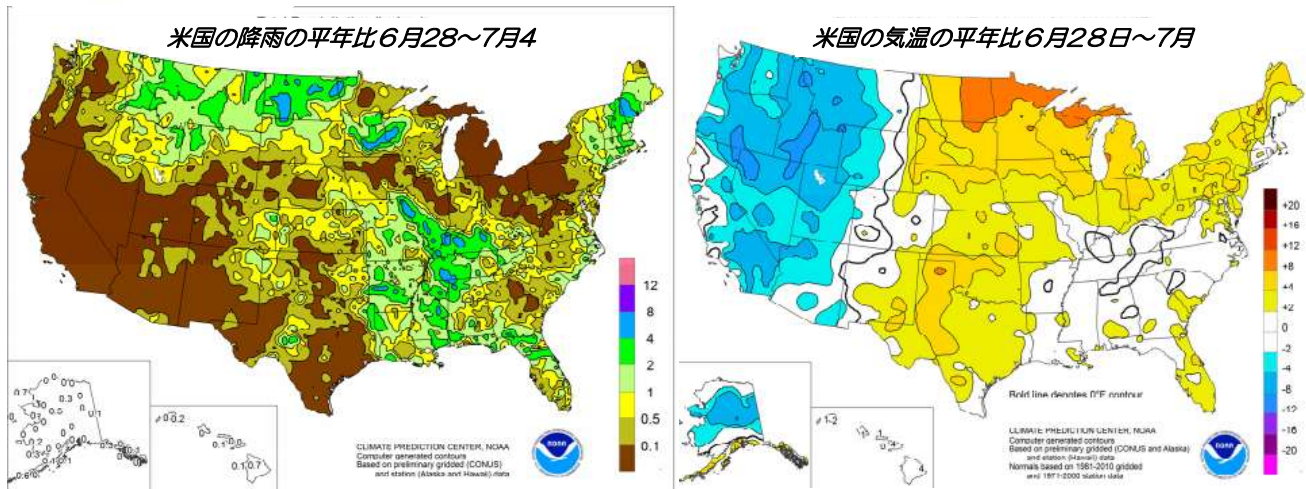 米国の降雨の平年比６月28～７月4
12
8
4
2
1
0.5
0.1
CLIMATE PREDICTION CENTER, NOAA
Computer generated contours
Based on preliminary gridded (CONUS)
and station (Alaska and Hawaii) data
noaa
米国の気温の平年比６月２８日～７月
+20
+16
+12
+8
+4
+2
0
-2
-4
-8
-12
-16
-20
Bold line denotes 0°F contour
CLIMATE PREDICTION CENTER, NOAA
Computer generated contours
Based on preliminary gridded (CONUS and Alaska)
and station (Hawaii) data
Normals based on 1981-2010 gridded
and 1971-2000 station data
noaa